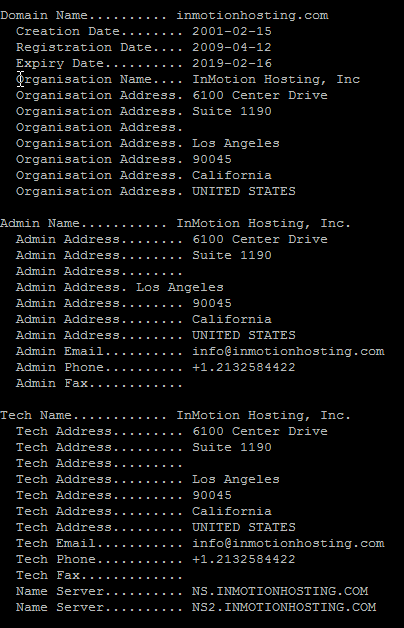 Domain Name.......... inmotionhosting.com
Creation Date........ 2001-02-15
Registration Date.... 2009-04-12
Expiry Date.......... 2019-02-16
Organisation Name.... InMotion Hosting, Inc
Organisation Address. 6100 Center Drive
Organisation Address. Suite 1190
Organisation Address.
Organisation Address. Los Angeles
Organisation Address. 90045
Organisation Address. California
Organisation Address. UNITED STATES

Admin Name........... InMotion Hosting, Inc.
Admin Address........ 6100 Center Drive
Admin Address........ Suite 1190
Admin Address........
Admin Address. Los Angeles
Admin Address........ 90045
Admin Address........ California
Admin Address........ UNITED STATES
Admin Email.......... info@inmotionhosting.com
Admin Phone.......... +1.2132584422
Admin Fax............

Tech Name............ InMotion Hosting, Inc.
Tech Address......... 6100 Center Drive
Tech Address......... Suite 1190
Tech Address.........
Tech Address......... Los Angeles
Tech Address......... 90045
Tech Address......... California
Tech Address......... UNITED STATES
Tech Email........... info@inmotionhosting.com
Tech Phone........... +1.2132584422
Tech Fax.............
Name Server.......... NS.INMOTIONHOSTING.COM
Name Server.......... NS2.INMOTIONHOSTING.COM